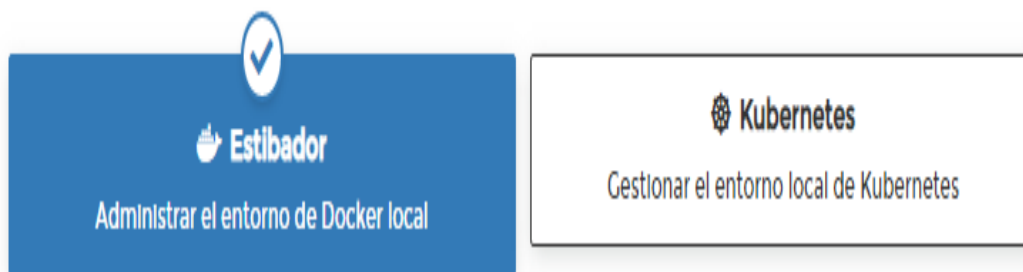 Estibador
Administrar el entorno de Docker local
Kubernetes
Gestionar el entorno local de Kubernetes